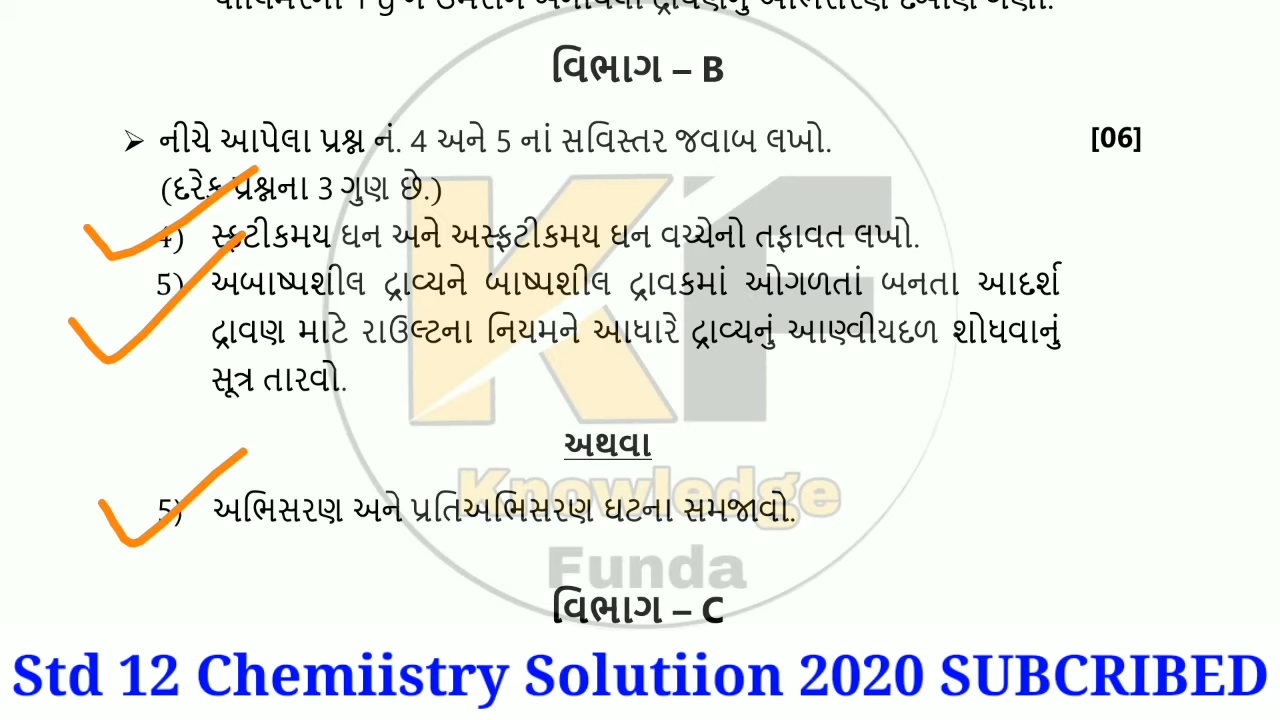 વિભાગ – B
➢ નીચે આપેલા પ્રશ્ન નં. 4 અને 5 નાં સવિસ્તર જવાબ લખો. [06]
(દરેક પ્રશ્નના 3 ગુણ છે.)
4) સ્ફટીકમય ઘન અને અસ્ફટીકમય ઘન વચ્ચેનો તફાવત લખો.
5) અબાષ્પશીલ દ્રાવ્યને બાષ્પશીલ દ્રાવકમાં ઓગળતાં બનતા આદર્શ
દ્રાવણ માટે રાઉલ્ટના નિયમને આધારે દ્રાવ્યનું આણ્વીયદળ શોધવાનું
સૂત્ર તારવો.
અથવા
5) અભિસરણ અને પ્રતિઅભિસરણ ઘટના સમજાવો.
KF
Knowledge
Funda
વિભાગ – C
Std 12 Chemiistry Solutiion 2020 SUBCRIBED